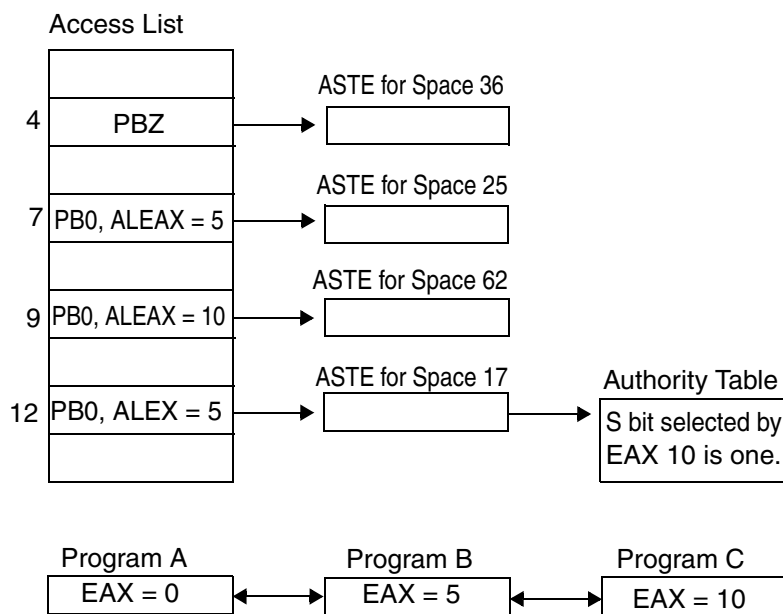 Access List
ASTE for Space 36
4 PBZ
ASTE for Space 25
7 PB0, ALEAX = 5
ASTE for Space 62
9 PB0, ALEAX = 10
ASTE for Space 17
Authority Table
12 PB0, ALEX = 5
S bit selected by
EAX 10 is one.
Program A
Program B
Program C
EAX = 0
EAX = 5
EAX = 10